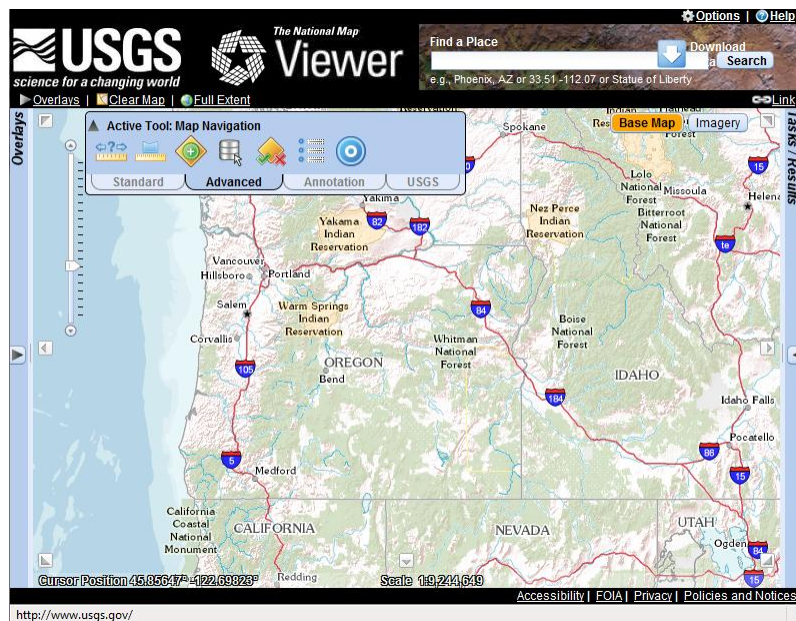 Options | Help
USGS
science for a changing world
The National Map
Viewer
Find a Place
Download
Search
e.g., Phoenix, AZ or 33.51 -112.07 or Statue of Liberty
Overlays | Clear Map | Full Extent
Link
Overlays
Tasks / Results
Active Tool: Map Navigation
Standard
Advanced
Annotation
USGS
Base Map
Imagery
Reservation
Indian
Spokane
Lolo
National
Forest
Missoula
Bitterroot
National
Forest
15
Helena
te
Yakima
82
182
Yakama
Indian
Reservation
Nez Perce
Indian
Reservation
Vancouver
Hillsboro
Portland
Salem
Warm Springs
Indian
Reservation
84
Corvallis
105
OREGON
Bend
Whitman
National
Forest
Boise
National
Forest
IDAHO
184
Idaho Falls
Pocatello
86
15
5
Medford
California
Coastal
National
Monument
CALIFORNIA
NEVADA
UTAH
Ogden
84
15
Redding
Cursor Position 45.85647° -122.69823°
Scale 1:9,244,649
Accessibility | FOIA | Privacy | Policies and Notices
http://www.usgs.gov/